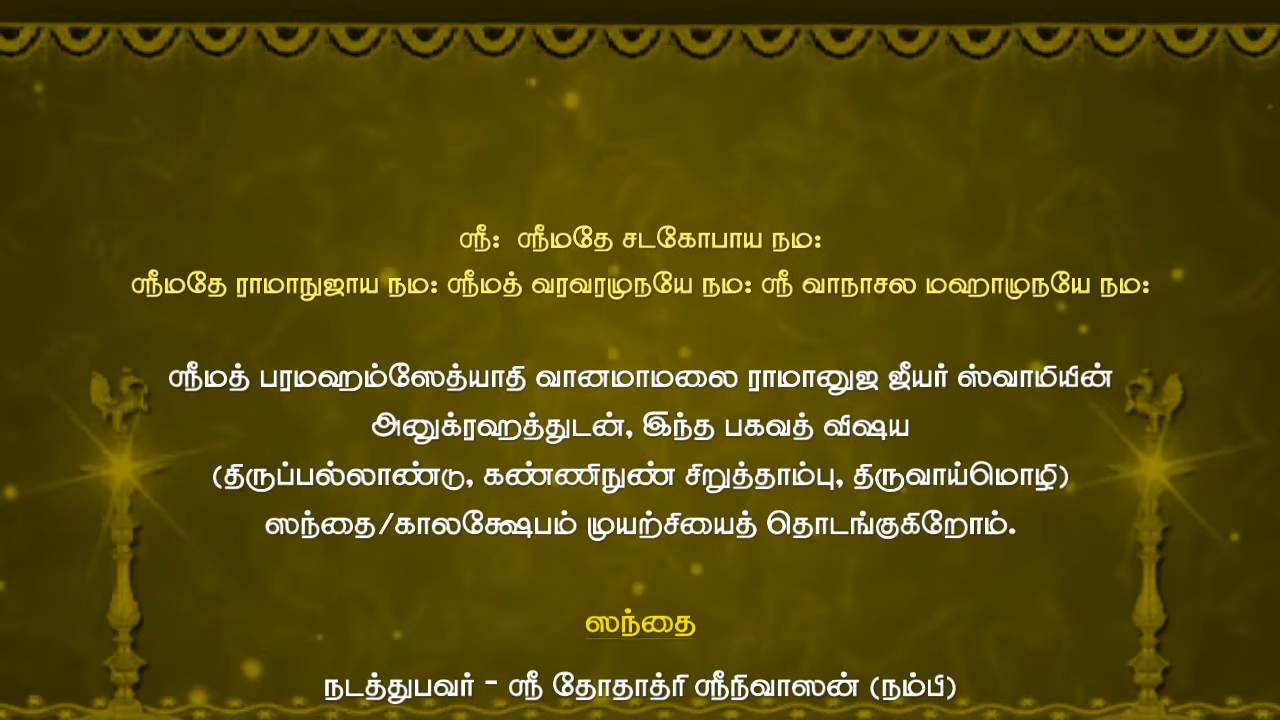 ஸ்ரீ: ஸ்ரீமதே சடகோபாய நம:
ஸ்ரீமதே ராமாநுஜாய நம: ஸ்ரீமத் வரவரமுநயே நம: ஸ்ரீ வாநாசல மஹாமுநயே நம:
ஸ்ரீமத் பரமஹம்ஸேத்யாதி வானமாமலை ராமானுஜ ஜீயர் ஸ்வாமியின்
அனுக்ரஹத்துடன், இந்த பகவத் விஷய
(திருப்பல்லாண்டு, கண்ணிநுண் சிறுத்தாம்பு, திருவாய்மொழி)
ஸந்தை/காலக்ஷேபம் முயற்சியைத் தொடங்குகிறோம்.
ஸந்தை
நடத்துபவர் - ஸ்ரீ தோதாத்ரி ஸ்ரீநிவாஸன் (நம்பி)